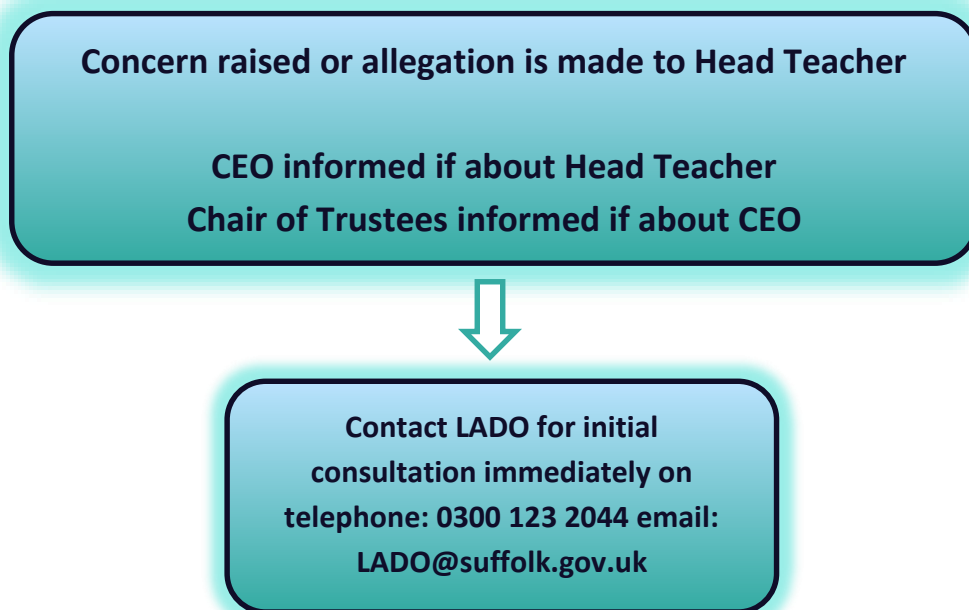 Concern raised or allegation is made to Head Teacher
CEO informed if about Head Teacher
Chair of Trustees informed if about CEO
Contact LADO for initial
consultation immediately on
telephone: 0300 123 2044 email:
LADO@suffolk.gov.uk